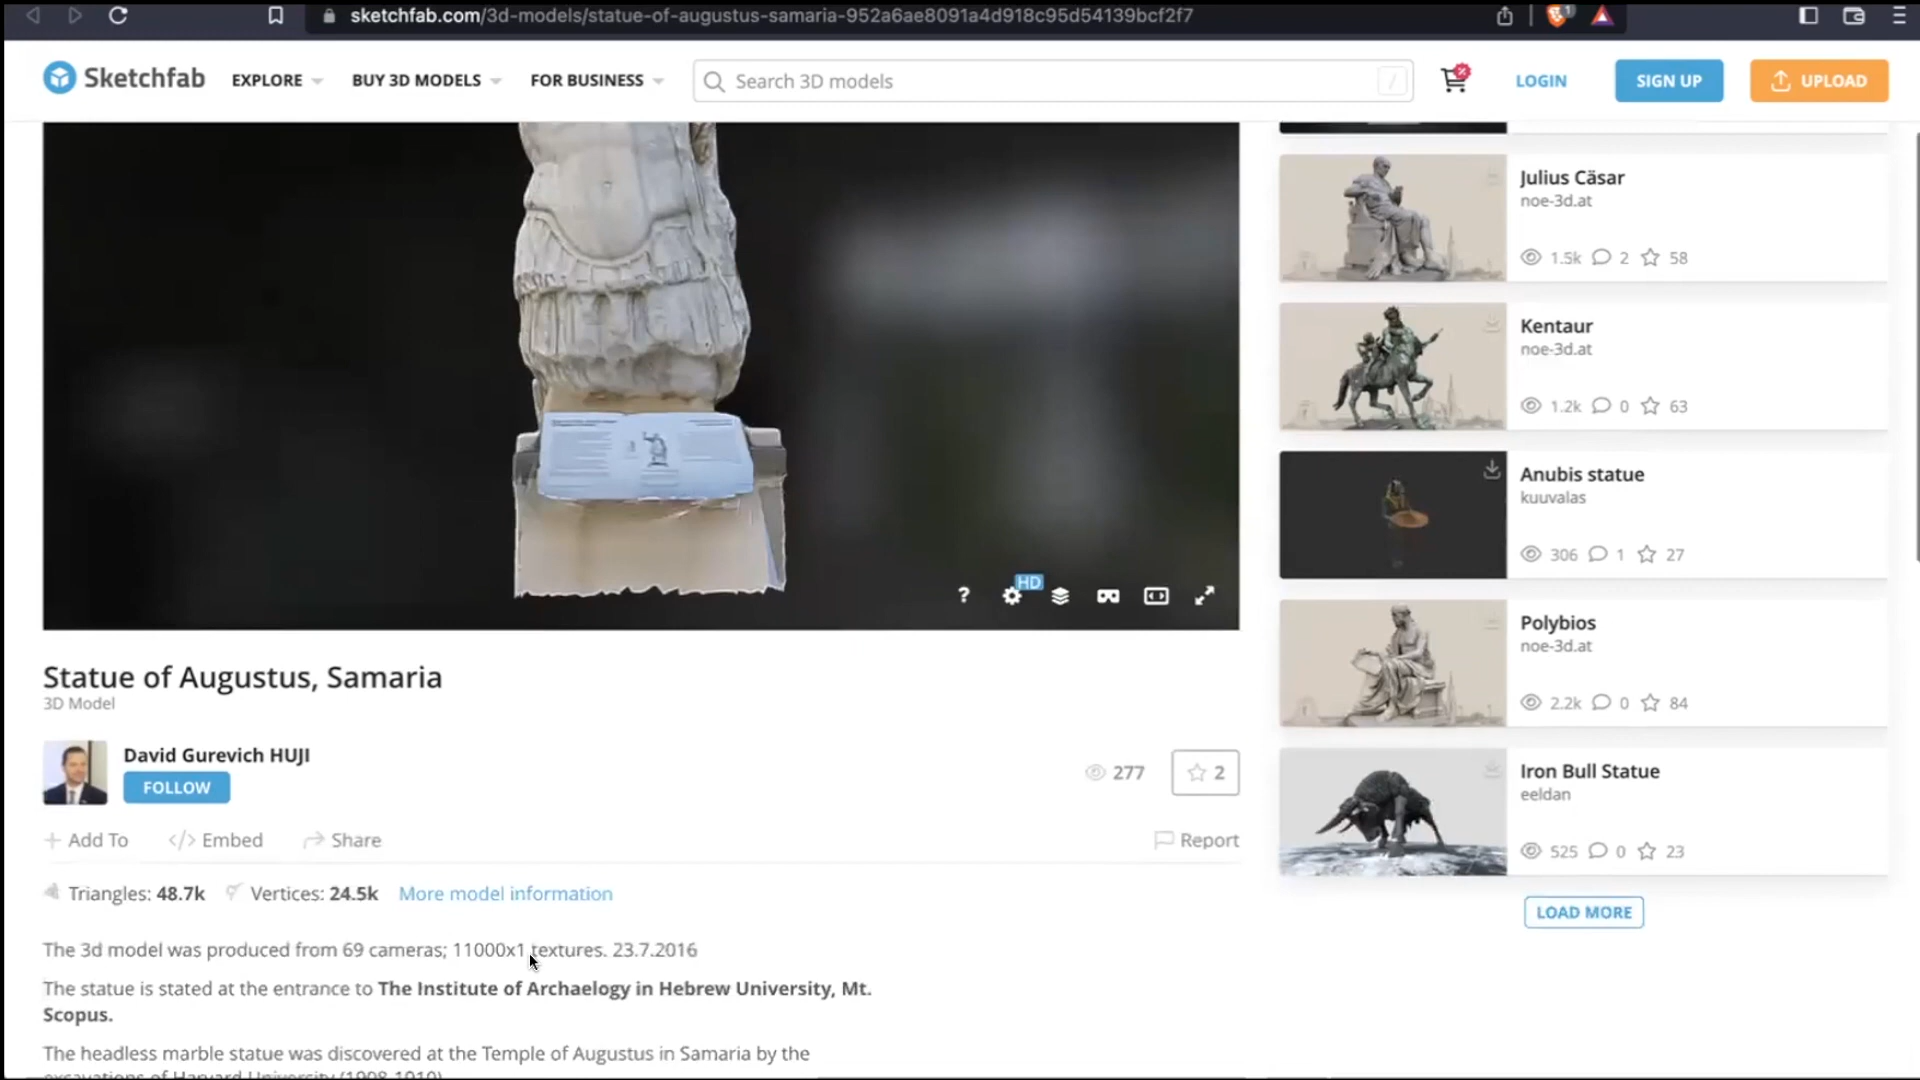 sketchfab.com/3d-models/statue-of-augustus-samaria-952a6ae8091a4d918c95d54139bcf2f7
Sketchfab
EXPLORE
BUY 3D MODELS
FOR BUSINESS
Search 3D models
/
LOGIN
SIGN UP
UPLOAD
?
HD
Statue of Augustus, Samaria
3D Model
David Gurevich HUJI
FOLLOW
277
2
Add To
Embed
Share
Report
Triangles: 48.7k
Vertices: 24.5k
More model information
The 3d model was produced from 69 cameras; 11000x1 textures. 23.7.2016
The statue is stated at the entrance to The Institute of Archaelogy in Hebrew University, Mt.
Scopus.
The headless marble statue was discovered at the Temple of Augustus in Samaria by the
excavations of Harvard University (1908-1910)
Julius Cäsar
noe-3d.at
1.5k 2 58
Kentaur
noe-3d.at
1.2k 0 63
Anubis statue
kuuvalas
306 1 27
Polybios
noe-3d.at
2.2k 0 84
Iron Bull Statue
eeldan
525 0 23
LOAD MORE